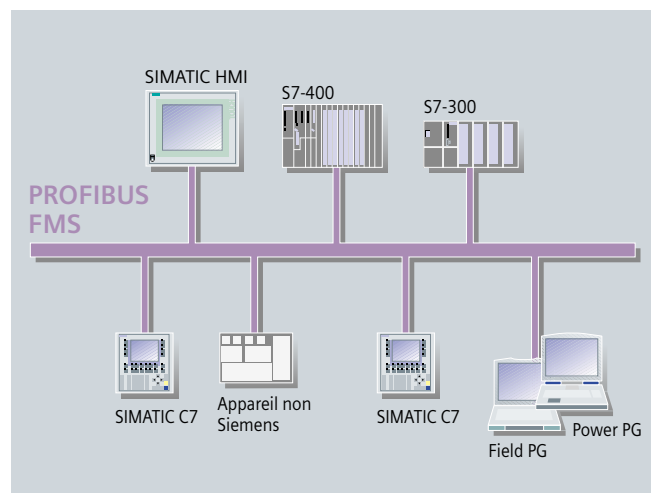 SIMATIC HMI
S7-400
S7-300
PROFIBUS
FMS
SIMATIC C7
Appareil non
Siemens
SIMATIC C7
Field PG
Power PG